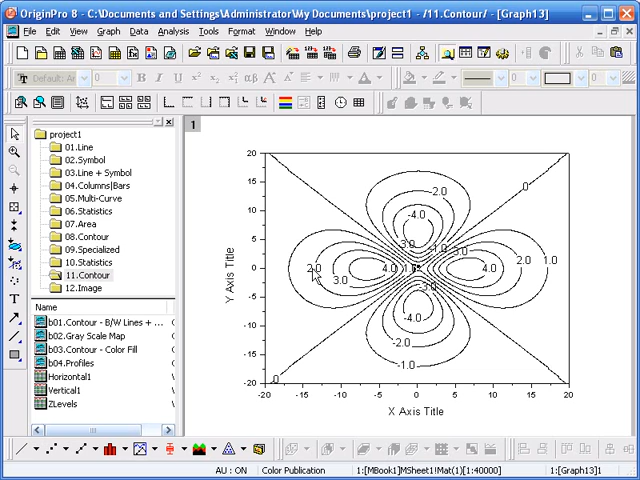 OriginPro 8 - C:\Documents and Settings\Administrator\My Documents\project1 - /11.Contour/ - [Graph13]
File Edit View Graph Data Analysis Tools Format Window Help
Default: Ar 0 B I U
0 0
1
project1
01.Line
02.Symbol
03.Line + Symbol
04.Columns|Bars
05.Multi-Curve
06.Statistics
07.Area
08.Contour
09.Specialized
10.Statistics
11.Contour
12.Image
Name
b01.Contour - B/W Lines + ...
b02.Gray Scale Map
b03.Contour - Color Fill
b04.Profiles
Horizontal1
Vertical1
ZLevels
20
15
10
5
0
-5
-10
-15
-20
Y Axis Title
-20 -15 -10 -5 0 5 10 15 20
X Axis Title
0
-2.0
-4.0
2.0
3.0
4.0
4.0
2.0
1.0
-4.0
-2.0
-1.0
AU : ON Color Publication 1:[MBook1]MSheet1!Mat(1)[1:40000] 1:[Graph13]1